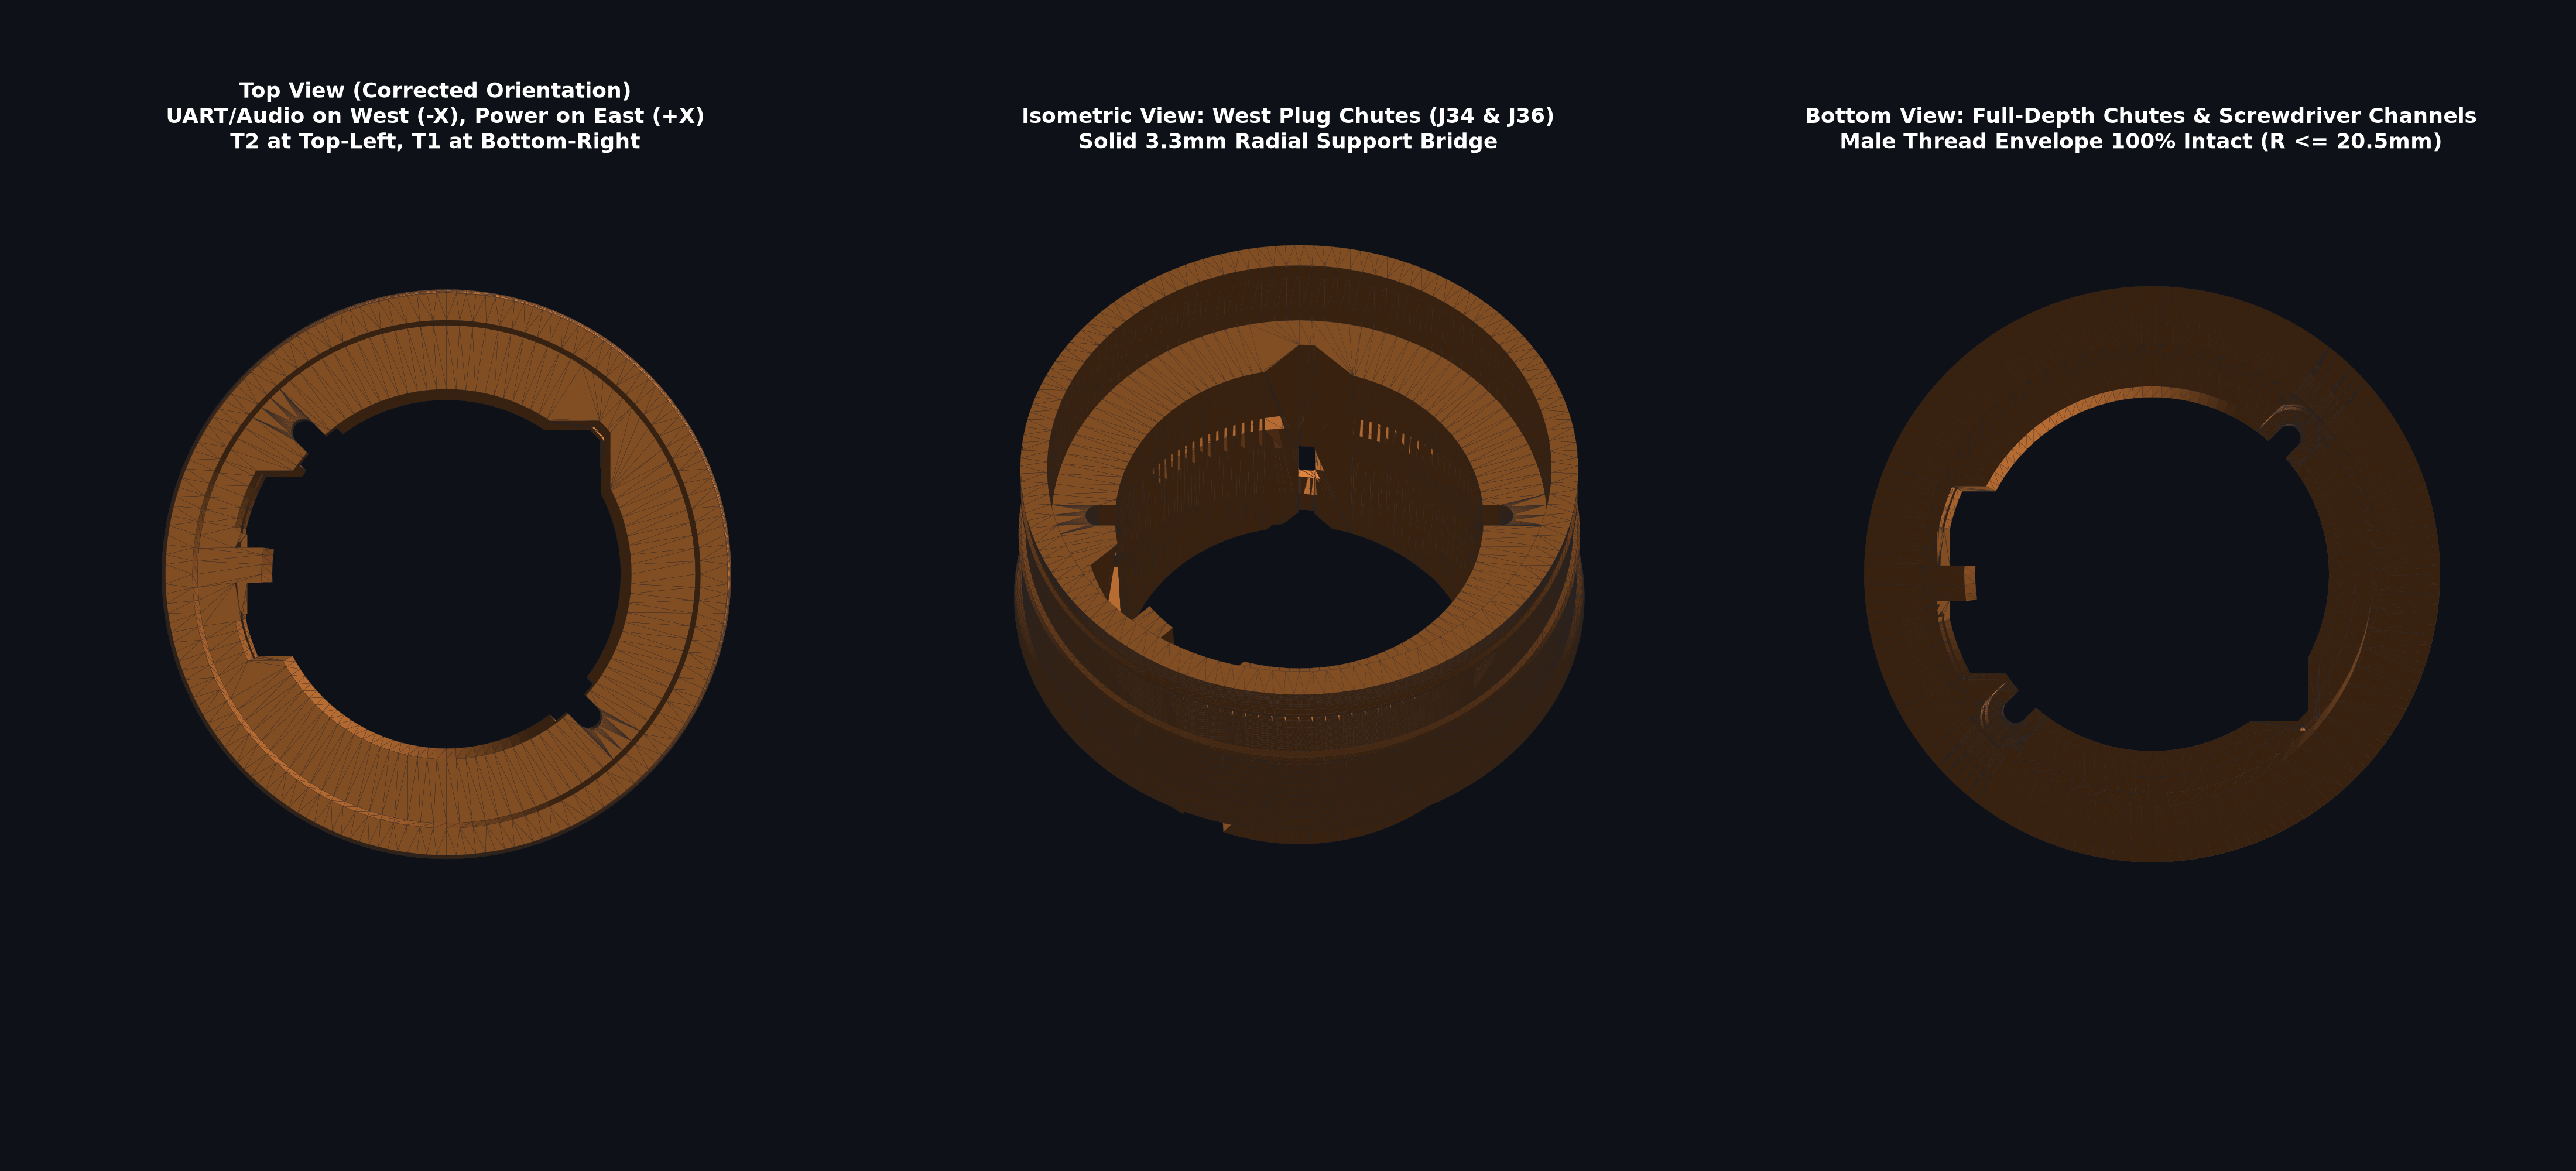 Top View (Corrected Orientation)
UART/Audio on West (-X), Power on East (+X)
T2 at Top-Left, T1 at Bottom-Right
Isometric View: West Plug Chutes (J34 & J36)
Solid 3.3mm Radial Support Bridge
Bottom View: Full-Depth Chutes & Screwdriver Channels
Male Thread Envelope 100% Intact (R <= 20.5mm)